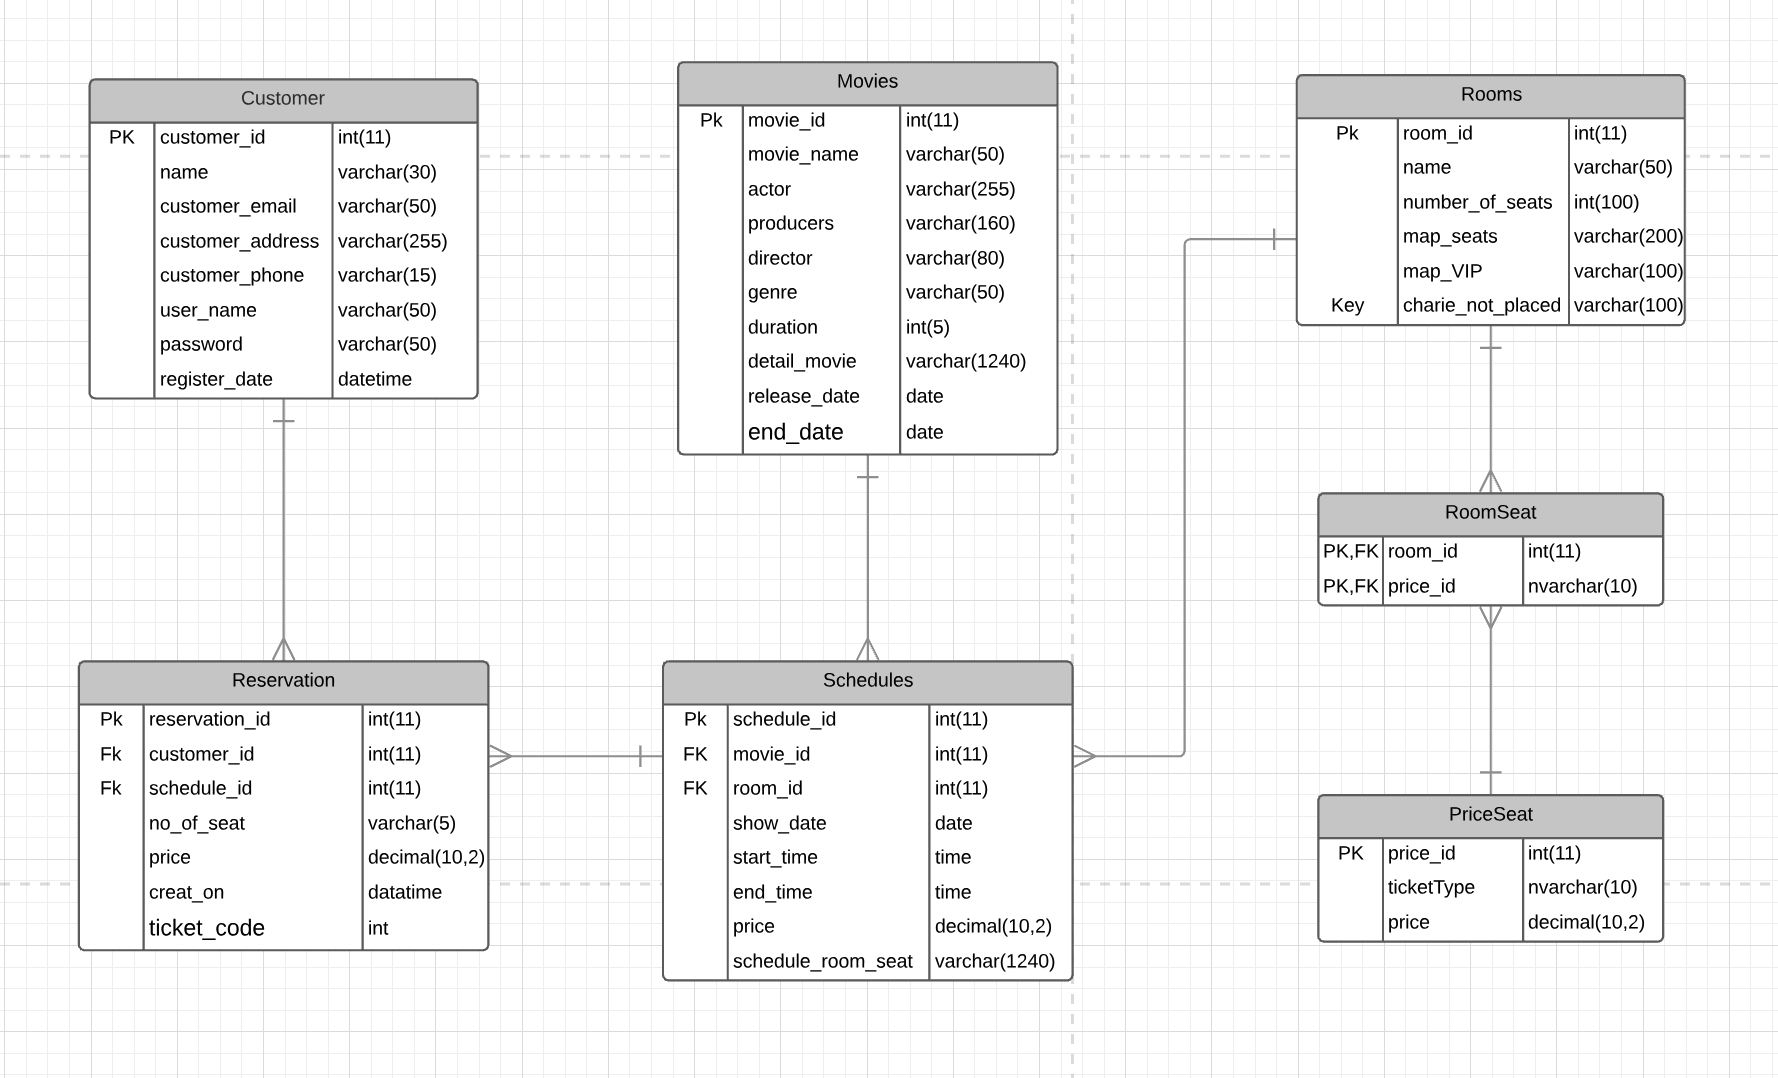 Customer
PK customer_id int(11)
name varchar(30)
customer_email varchar(50)
customer_address varchar(255)
customer_phone varchar(15)
user_name varchar(50)
password varchar(50)
register_date datetime
Movies
Pk movie_id int(11)
movie_name varchar(50)
actor varchar(255)
producers varchar(160)
director varchar(80)
genre varchar(50)
duration int(5)
detail_movie varchar(1240)
release_date date
end_date date
Rooms
Pk room_id int(11)
name varchar(50)
number_of_seats int(100)
map_seats varchar(200)
map_VIP varchar(100)
Key charie_not_placed varchar(100)
RoomSeat
PK,FK room_id int(11)
PK,FK price_id nvarchar(10)
Reservation
Pk reservation_id int(11)
Fk customer_id int(11)
Fk schedule_id int(11)
no_of_seat varchar(5)
price decimal(10,2)
creat_on datatime
ticket_code int
Schedules
Pk schedule_id int(11)
FK movie_id int(11)
FK room_id int(11)
show_date date
start_time time
end_time time
price decimal(10,2)
schedule_room_seat varchar(1240)
PriceSeat
PK price_id int(11)
ticketType nvarchar(10)
price decimal(10,2)